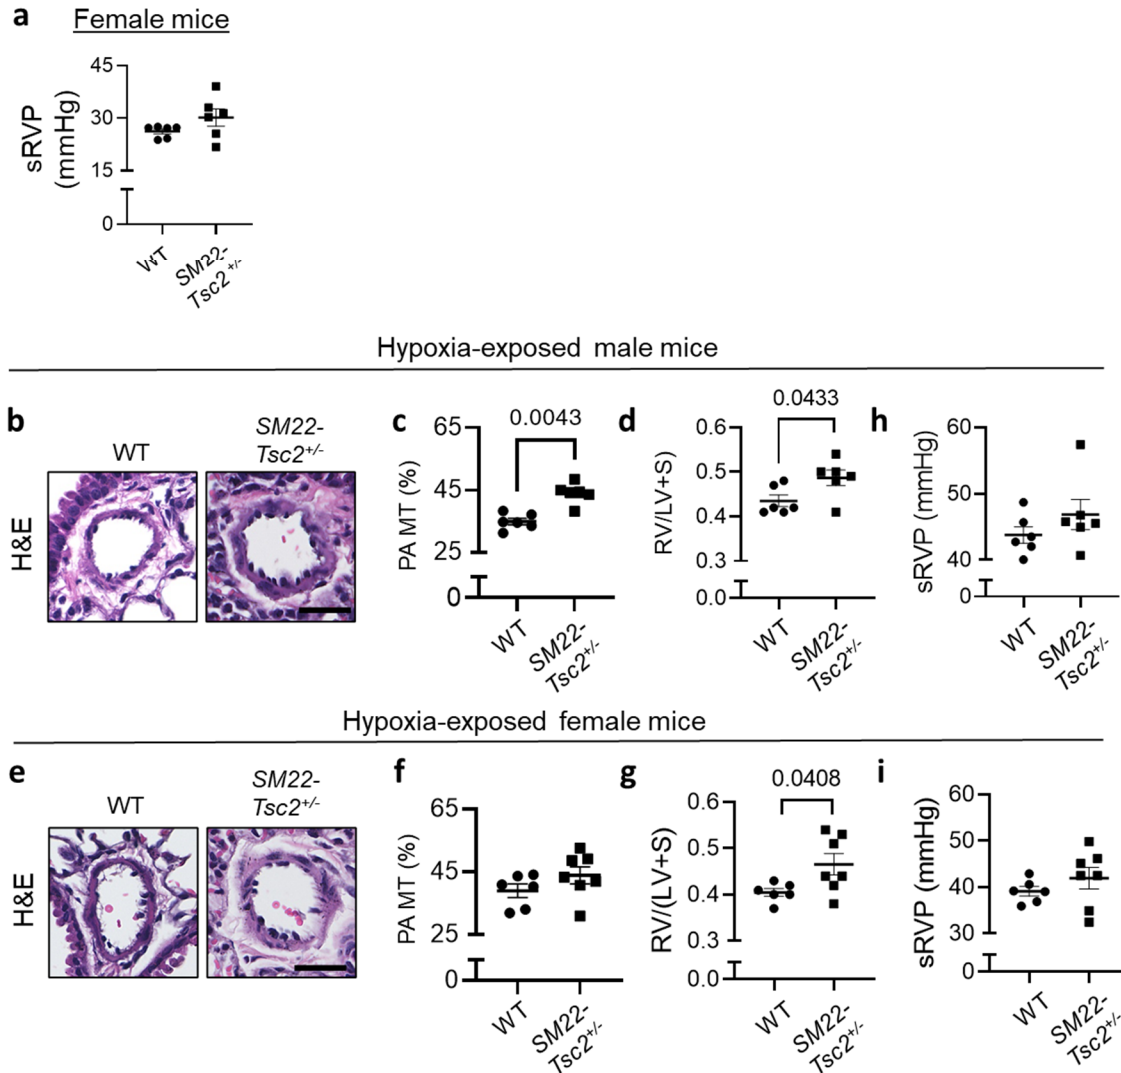 a
Female mice
sRVP
(mmHg)
45
30
15
0
WT
SM22-
Tsc2+/-
Hypoxia-exposed male mice
b
WT
SM22-
Tsc2+/-
H&E
c
0.0043
PA MT (%)
65
45
25
0
WT
SM22-
Tsc2+/-
d
0.0433
RV/LV+S)
0.6
0.5
0.4
0.3
0.0
WT
SM22-
Tsc2+/-
h
sRVP (mmHg)
60
50
40
0
WT
SM22-
Tsc2+/-
Hypoxia-exposed female mice
e
WT
SM22-
Tsc2+/-
H&E
f
PA MT (%)
65
45
25
0
WT
SM22-
Tsc2+/-
g
0.0408
RV/(LV+S)
0.6
0.5
0.4
0.3
0.0
WT
SM22-
Tsc2+/-
i
sRVP (mmHg)
60
50
40
30
0
WT
SM22-
Tsc2+/-